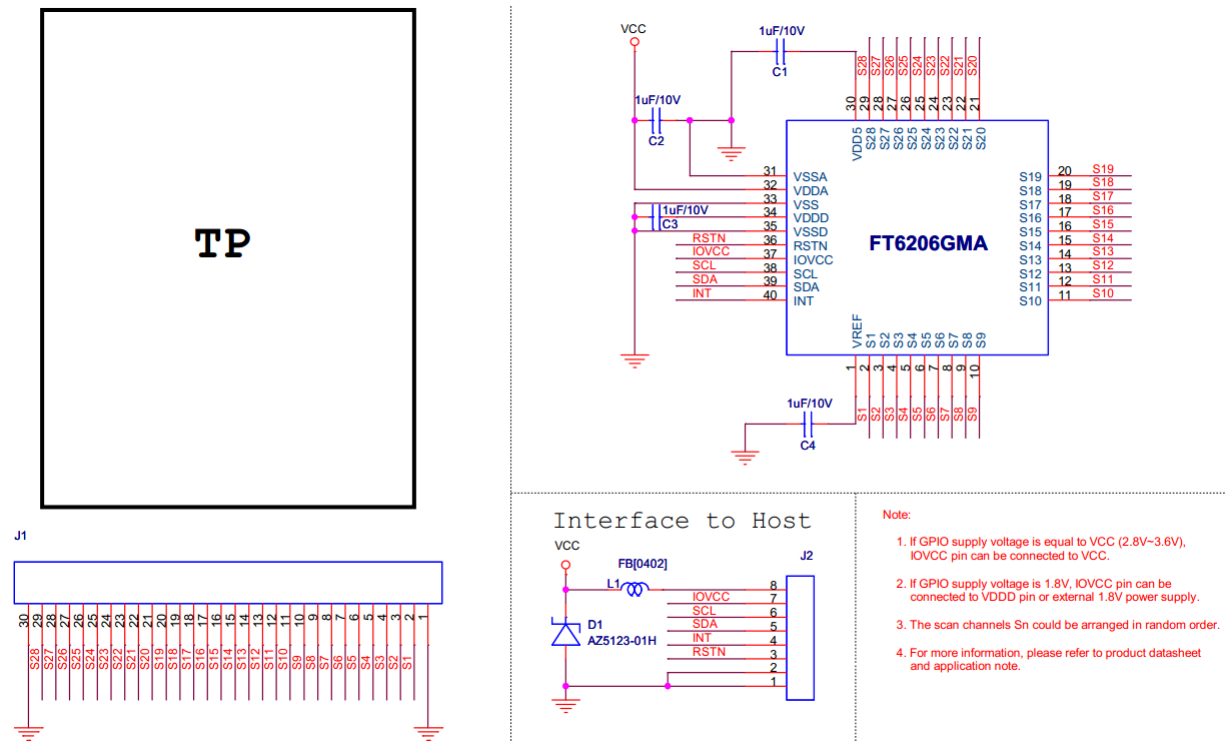 TP
J1
30
29
28
27
26
25
24
23
22
21
20
19
18
17
16
15
14
13
12
11
10
9
8
7
6
5
4
3
2
1
S28
S27
S26
S25
S24
S23
S22
S21
S20
S19
S18
S17
S16
S15
S14
S13
S12
S11
S10
S9
S8
S7
S6
S5
S4
S3
S2
S1
VCC
1uF/10V
C1
1uF/10V
C2
S28
S27
S26
S25
S24
S23
S22
S21
S20
30
29
28
27
26
25
24
23
22
21
VDD5
S28
S27
S26
S25
S24
S23
S22
S21
S20
31 VSSA
32 VDDA
33 VSS
34 VDDD
35 VSSD
RSTN 36 RSTN
IOVCC 37 IOVCC
SCL 38 SCL
SDA 39 SDA
INT 40 INT
1uF/10V
C3
FT6206GMA
S19 20 S19
S18 19 S18
S17 18 S17
S16 17 S16
S15 16 S15
S14 15 S14
S13 14 S13
S12 13 S12
S11 12 S11
S10 11 S10
VREF
S1
S2
S3
S4
S5
S6
S7
S8
S9
1
2
3
4
5
6
7
8
9
10
S1
S2
S3
S4
S5
S6
S7
S8
S9
1uF/10V
C4
Interface to Host
VCC
FB[0402]
L1
J2
D1
AZ5123-01H
8
IOVCC 7
SCL 6
SDA 5
INT 4
RSTN 3
2
1
Note:
1. If GPIO supply voltage is equal to VCC (2.8V~3.6V),
IOVCC pin can be connected to VCC.
2. If GPIO supply voltage is 1.8V, IOVCC pin can be
connected to VDDD pin or external 1.8V power supply.
3. The scan channels Sn could be arranged in random order.
4. For more information, please refer to product datasheet
and application note.